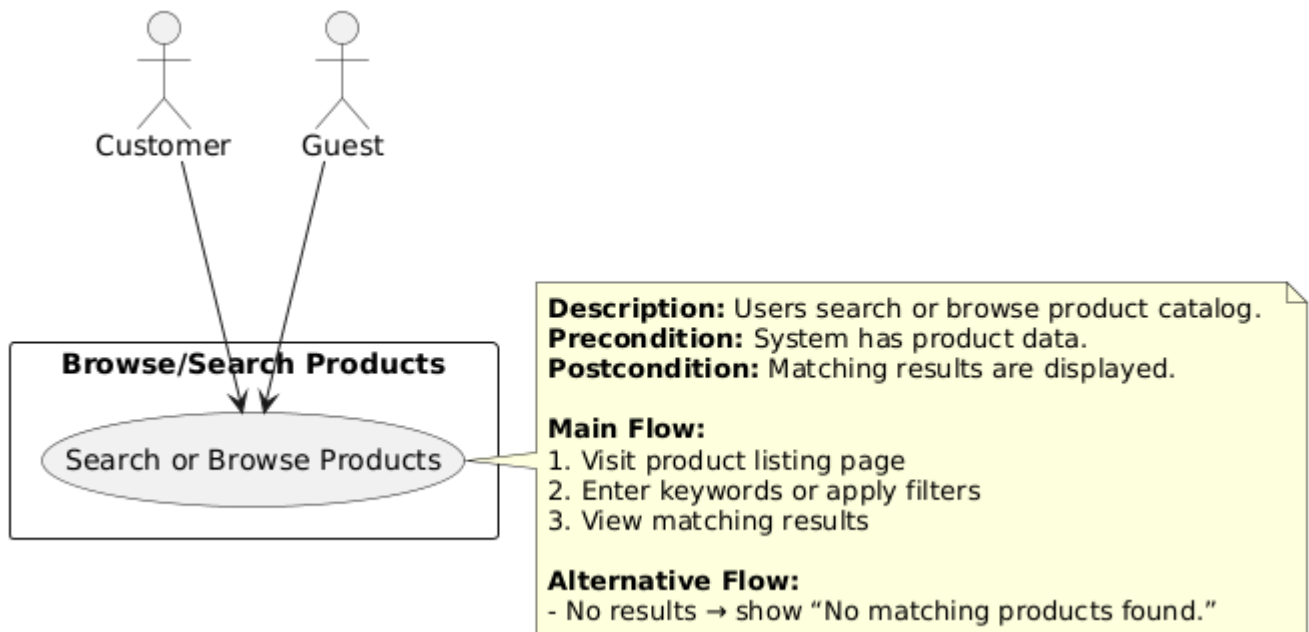 Customer
Guest
Browse/Search Products
Search or Browse Products
Description: Users search or browse product catalog.
Precondition: System has product data.
Postcondition: Matching results are displayed.
Main Flow:
1. Visit product listing page
2. Enter keywords or apply filters
3. View matching results
Alternative Flow:
- No results → show “No matching products found.”